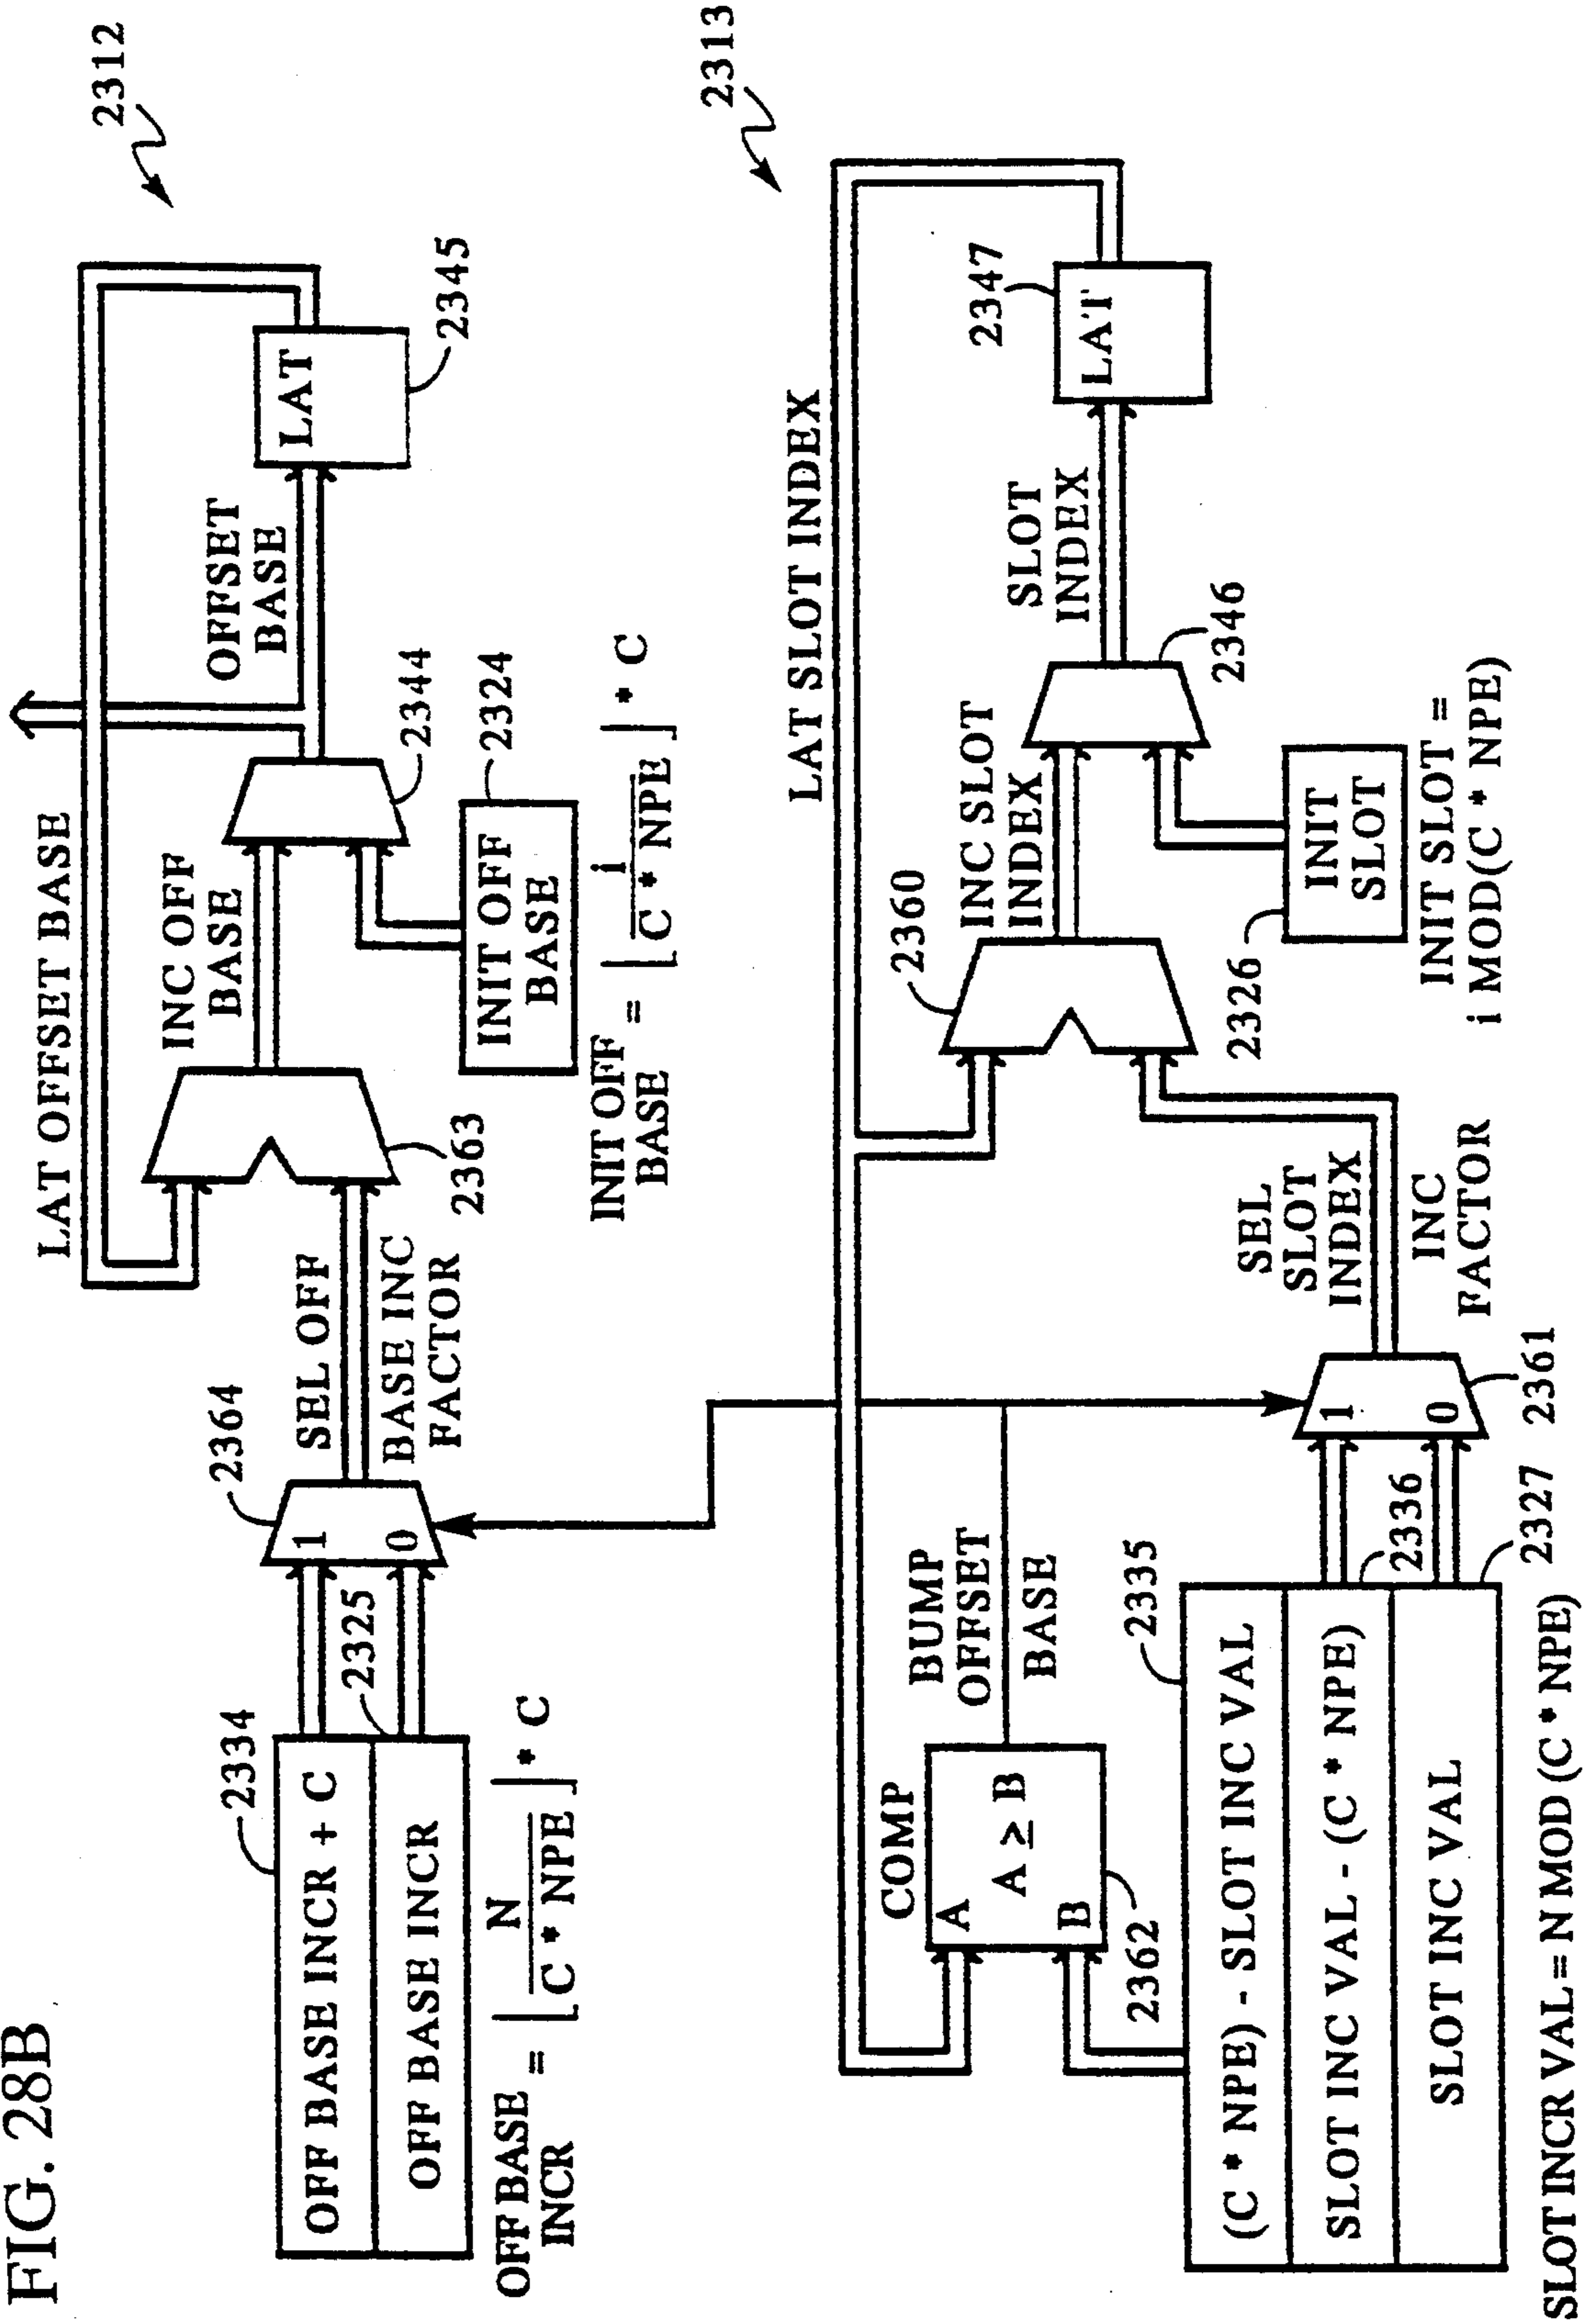 FIG. 28B
2312
LAT OFFSET BASE
2334
OFF BASE INCR + C
OFF BASE INCR
2325
OFF BASE
INCR
= ⌊ N / C * NPE ⌋ * C
2364
1
0
SEL OFF
BASE INC
FACTOR
2363
INC OFF
BASE
2344
INIT OFF
BASE
2324
INIT OFF
BASE
= ⌊ i / C * NPE ⌋ * C
OFFSET
BASE
LAT
2345
2313
LAT SLOT INDEX
COMP
A
A ≥ B
B
2362
BUMP
OFFSET
BASE
2335
(C * NPE) - SLOT INC VAL
SLOT INC VAL - (C * NPE)
SLOT INC VAL
2336
2327
SLOT INCR VAL = N MOD (C * NPE)
1
0
2361
SEL
SLOT
INDEX
INC
FACTOR
2360
INC SLOT
INDEX
2346
2326
INIT
SLOT
INIT SLOT =
i MOD(C * NPE)
SLOT
INDEX
LAT
2347